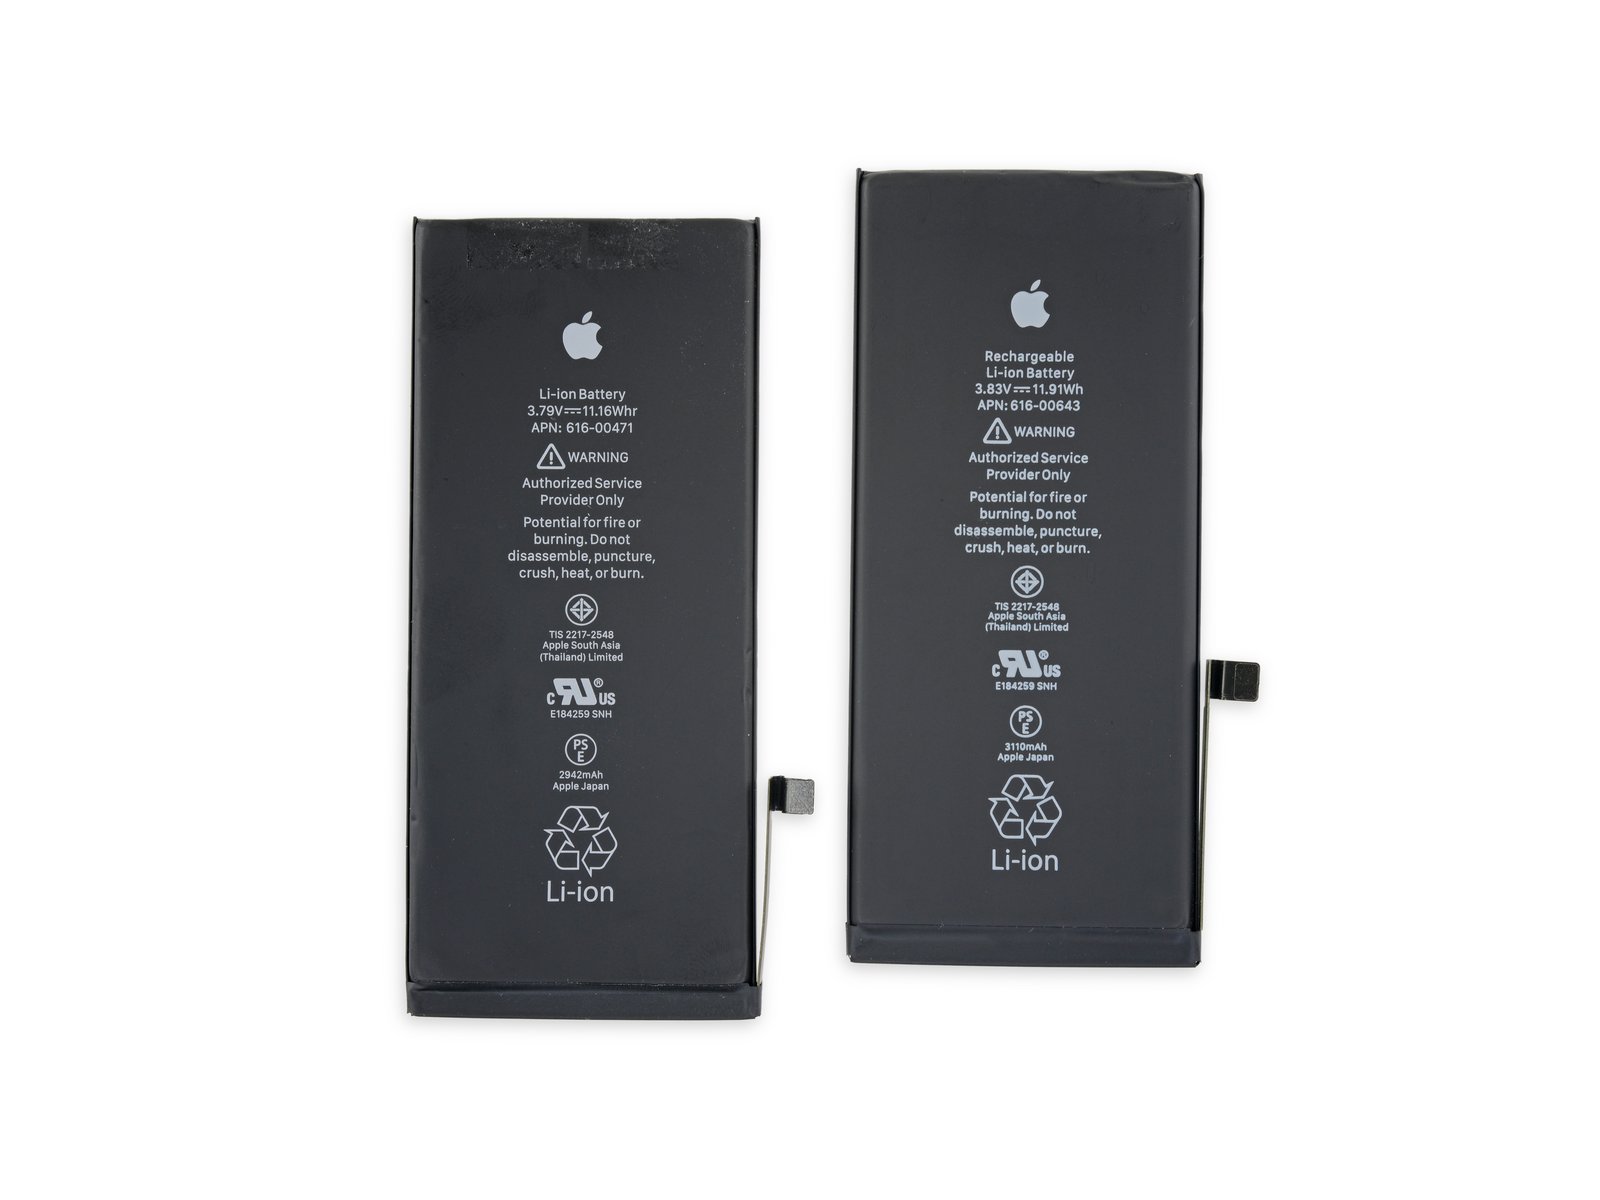 Li-ion Battery
3.79V⎓11.16Whr
APN: 616-00471
WARNING
Authorized Service
Provider Only
Potential for fire or
burning. Do not
disassemble, puncture,
crush, heat, or burn.
TIS 2217-2548
Apple South Asia
(Thailand) Limited
c RU ® US
E184259 SNH
PS
E
2942mAh
Apple Japan
Li-ion
Rechargeable
Li-ion Battery
3.83V⎓11.91Wh
APN: 616-00643
WARNING
Authorized Service
Provider Only
Potential for fire or
burning. Do not
disassemble, puncture,
crush, heat, or burn.
TIS 2217-2548
Apple South Asia
(Thailand) Limited
c RU ® US
E184259 SNH
PS
E
3110mAh
Apple Japan
Li-ion